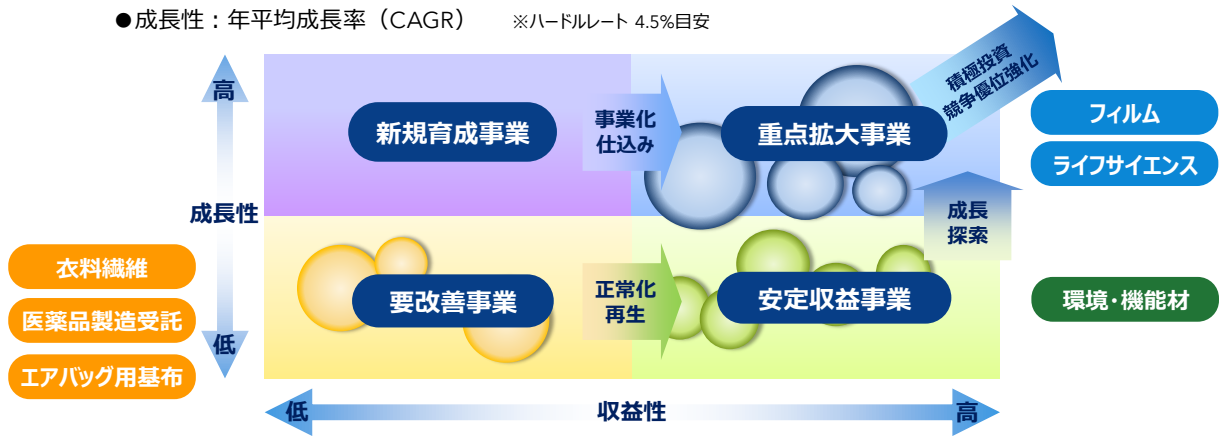 ●成長性：年平均成長率（CAGR） ※ハードルレート 4.5%目安
高
成長性
低
新規育成事業
事業化
仕込み
重点拡大事業
積極投資
競争優位強化
フィルム
ライフサイエンス
成長
探索
衣料繊維
医薬品製造受託
エアバッグ用基布
要改善事業
正常化
再生
安定収益事業
環境・機能材
低
収益性
高